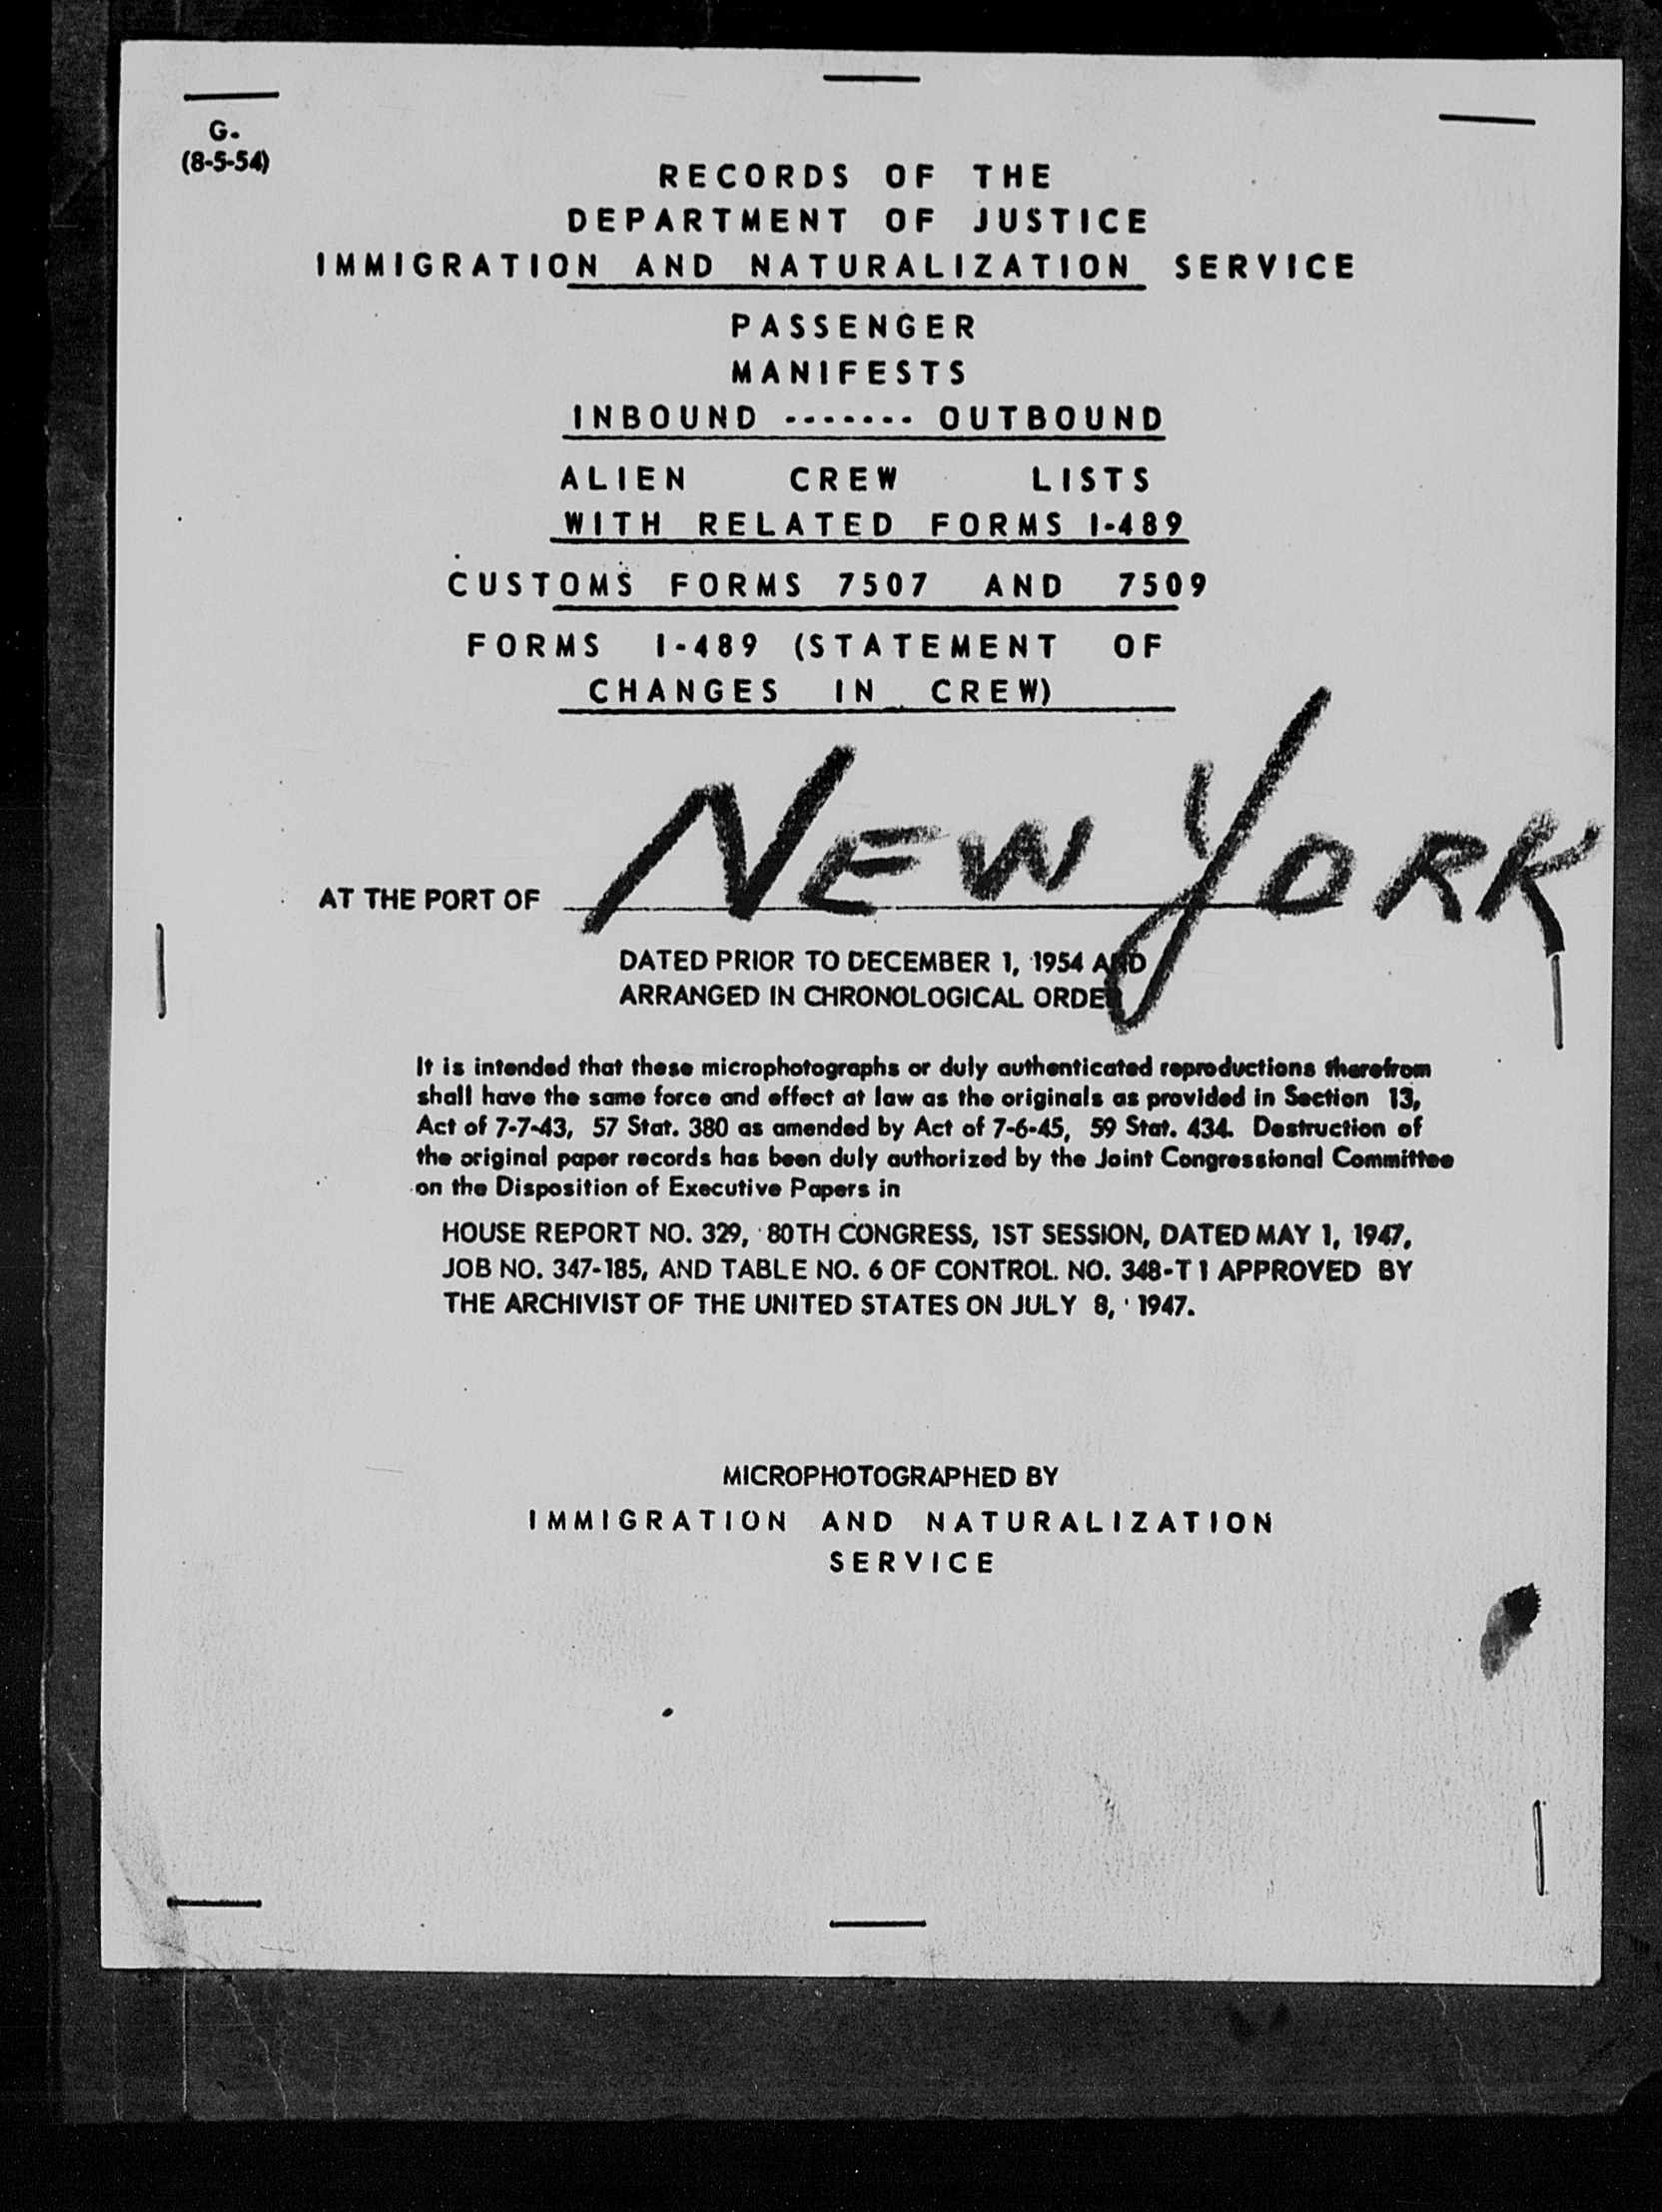 G.
(8-5-54)
RECORDS OF THE
DEPARTMENT OF JUSTICE
IMMIGRATION AND NATURALIZATION SERVICE
PASSENGER
MANIFESTS
INBOUND ------- OUTBOUND
ALIEN CREW LISTS
WITH RELATED FORMS I-489
CUSTOMS FORMS 7507 AND 7509
FORMS I-489 (STATEMENT OF
CHANGES IN CREW)
AT THE PORT OF NEW YORK
DATED PRIOR TO DECEMBER 1, 1954 AND
ARRANGED IN CHRONOLOGICAL ORDER
It is intended that these microphotographs or duly authenticated reproductions therefrom
shall have the same force and effect at law as the originals as provided in Section 13,
Act of 7-7-43, 57 Stat. 380 as amended by Act of 7-6-45, 59 Stat. 434. Destruction of
the original paper records has been duly authorized by the Joint Congressional Committee
on the Disposition of Executive Papers in
HOUSE REPORT NO. 329, 80TH CONGRESS, 1ST SESSION, DATED MAY 1, 1947,
JOB NO. 347-185, AND TABLE NO. 6 OF CONTROL NO. 348-T1 APPROVED BY
THE ARCHIVIST OF THE UNITED STATES ON JULY 8, 1947.
MICROPHOTOGRAPHED BY
IMMIGRATION AND NATURALIZATION
SERVICE